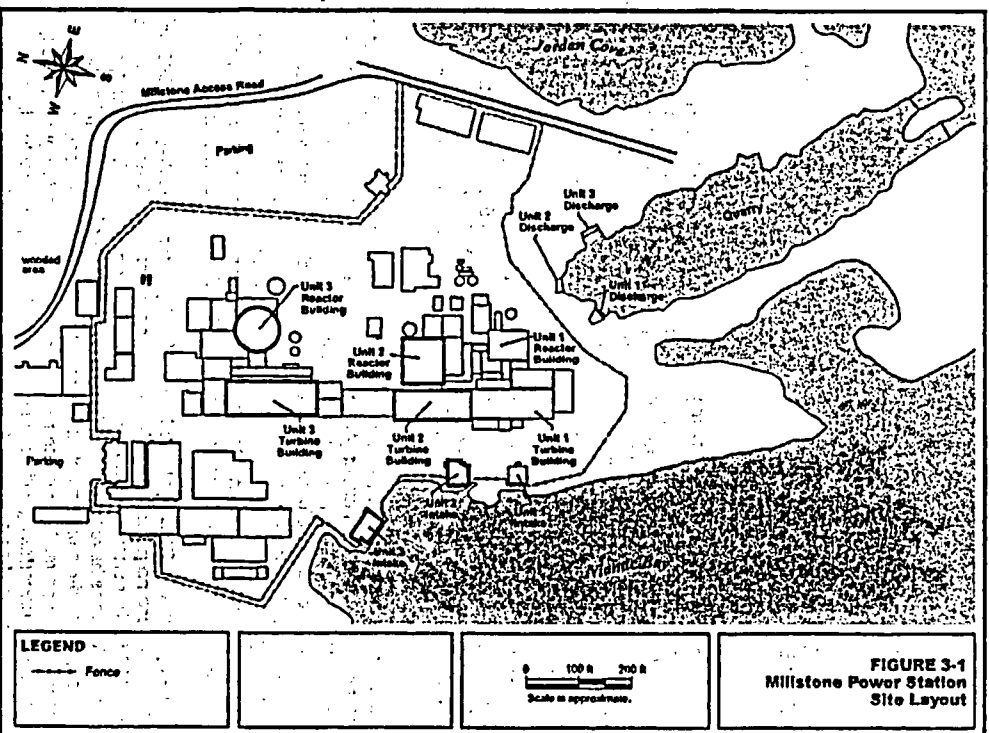 N
E
S
W
Jordan Cove
Millstone Access Road
Parking
Unit 3
Discharge
Unit 2
Discharge
Quarry
wooded
area
Unit 1
Discharge
Unit 3
Reactor
Building
Unit 2
Reactor
Building
Unit 1
Reactor
Building
Unit 3
Turbine
Building
Unit 2
Turbine
Building
Unit 1
Turbine
Building
Parking
Unit 2
Intake
Unit 1
Intake
Unit 3
Intake
Niantic Bay
LEGEND
Fence
0 100 ft 200 ft
Scale is approximate.
FIGURE 3-1
Millstone Power Station
Site Layout